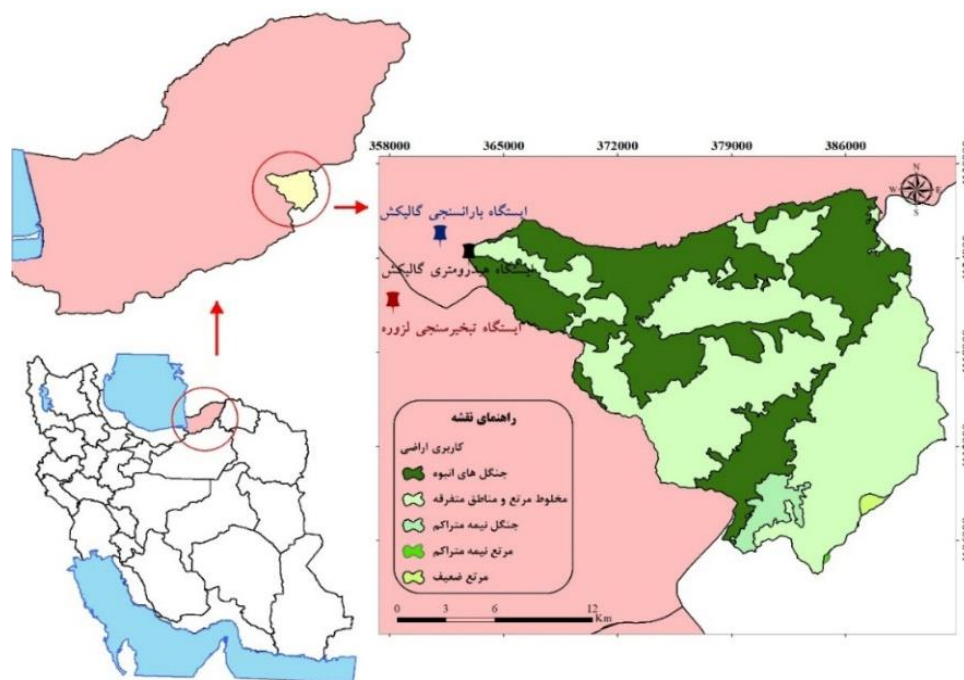 358000 365000 372000 379000 386000
N
W E
S
ایستگاه بارانسنجی گالیکش
ایستگاه هیدرومتری گالیکش
ایستگاه تبخیرسنجی لزوره
راهنمای نقشه
کاربری اراضی
جنگل های انبوه
مخلوط مرتع و مناطق متفرقه
جنگل نیمه متراکم
مرتع نیمه متراکم
مرتع ضعیف
0 3 6 12
Km